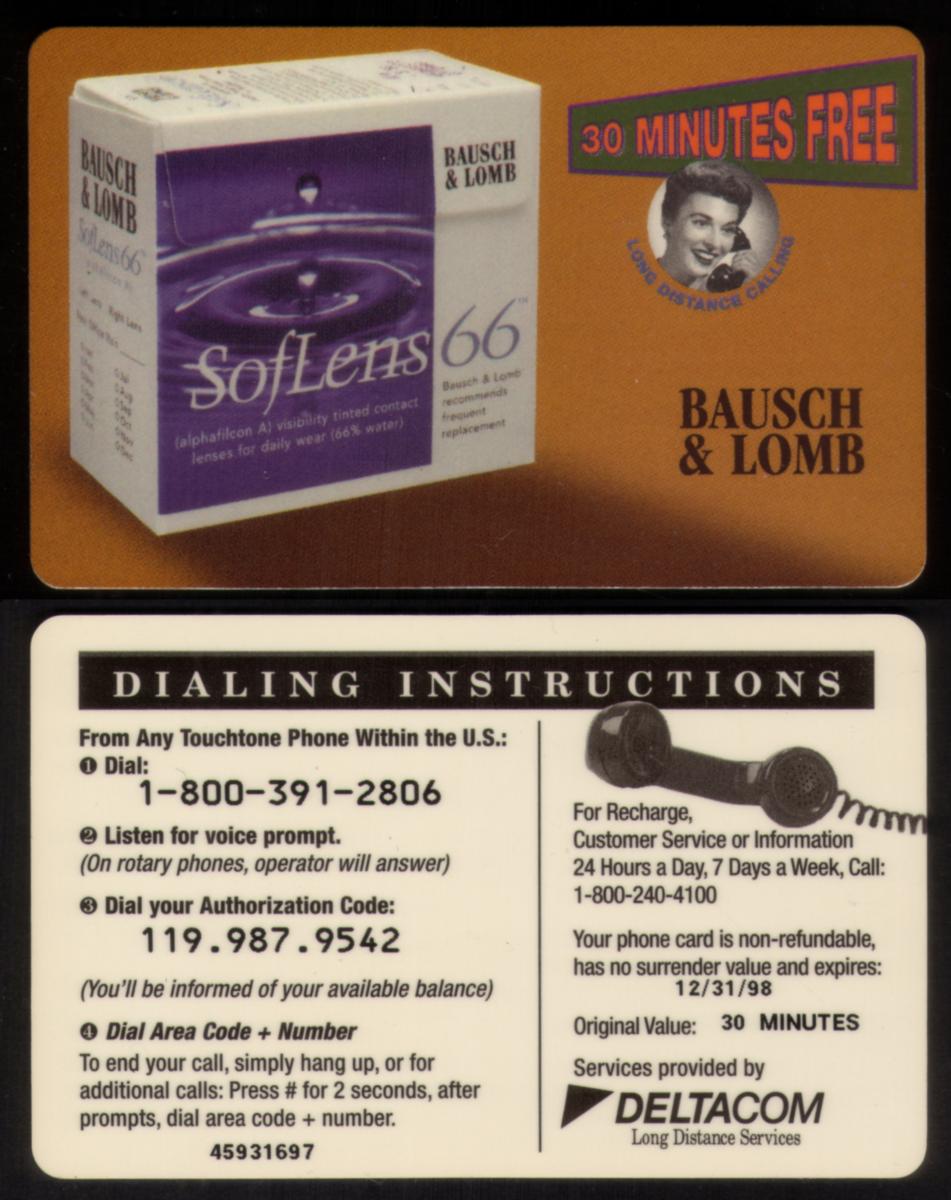 BAUSCH
& LOMB
SofLens66
Left Lens Right Lens
BAUSCH
& LOMB
SofLens 66™
(alphafilcon A) visibility tinted contact
lenses for daily wear (66% water)
Bausch & Lomb
recommends
frequent
replacement
30 MINUTES FREE
LONG DISTANCE CALLING
BAUSCH
& LOMB
DIALING INSTRUCTIONS
From Any Touchtone Phone Within the U.S.:
❶ Dial:
1-800-391-2806
❷ Listen for voice prompt.
(On rotary phones, operator will answer)
❸ Dial your Authorization Code:
119.987.9542
(You'll be informed of your available balance)
❹ Dial Area Code + Number
To end your call, simply hang up, or for
additional calls: Press # for 2 seconds, after
prompts, dial area code + number.
45931697
For Recharge,
Customer Service or Information
24 Hours a Day, 7 Days a Week, Call:
1-800-240-4100
Your phone card is non-refundable,
has no surrender value and expires:
12/31/98
Original Value: 30 MINUTES
Services provided by
DELTACOM
Long Distance Services